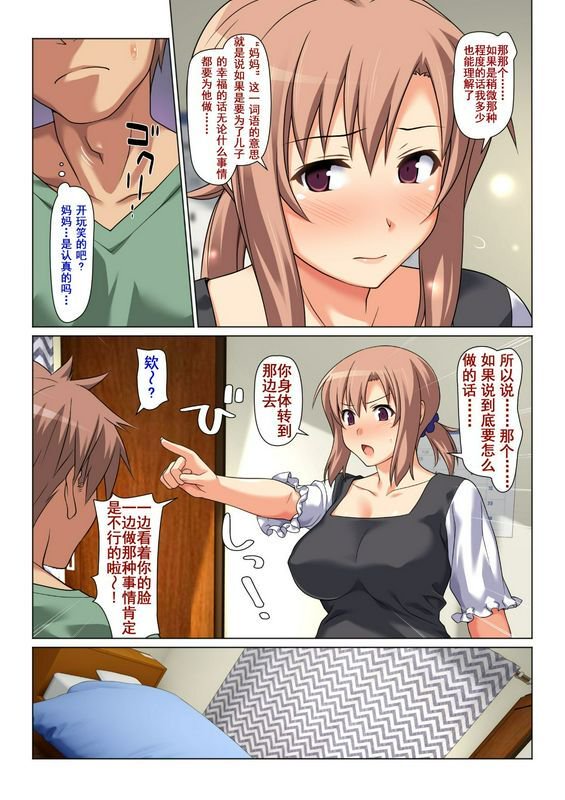 那那个……
如果是稍微那种
程度的话我多少
也能理解了
“妈妈”这一词语的意思
就是说如果是要为了儿子
的幸福的话无论什么事情
都要为他做……
ゴクリ
开玩笑的吧?
妈妈…是认真的吗…
所以说……那个……
如果说到底要怎么
做的话……
你身体转到
那边去
欸～?
びしっ
一边看着你的脸
一边做那种事情肯定
是不行的啦～!